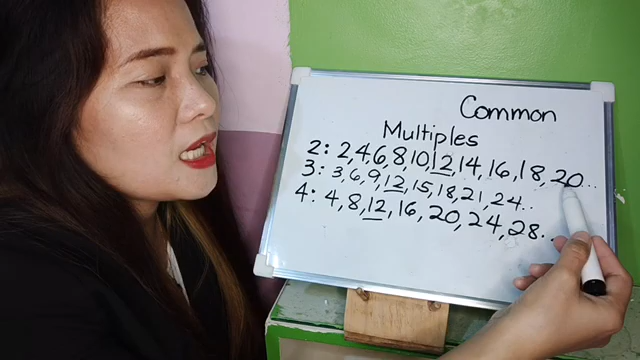 Common
Multiples
2: 2,4,6,8,10,12,14,16,18,20...
3: 3,6,9,12,15,18,21,24..
4: 4,8,12,16,20,24,28..